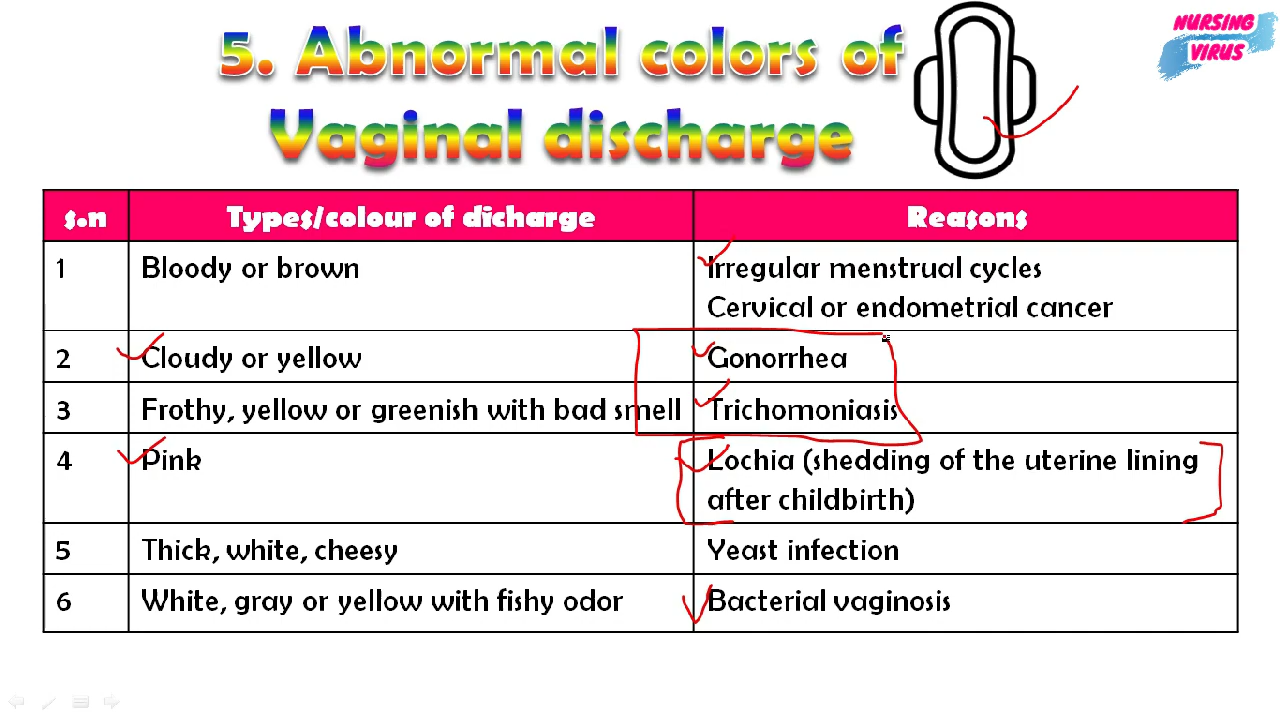 5. Abnormal colors of
Vaginal discharge
NURSING
VIRUS
s.n Types/colour of dicharge Reasons
1 Bloody or brown Irregular menstrual cycles
Cervical or endometrial cancer
2 Cloudy or yellow Gonorrhea
3 Frothy, yellow or greenish with bad smell Trichomoniasis
4 Pink Lochia (shedding of the uterine lining
after childbirth)
5 Thick, white, cheesy Yeast infection
6 White, gray or yellow with fishy odor Bacterial vaginosis